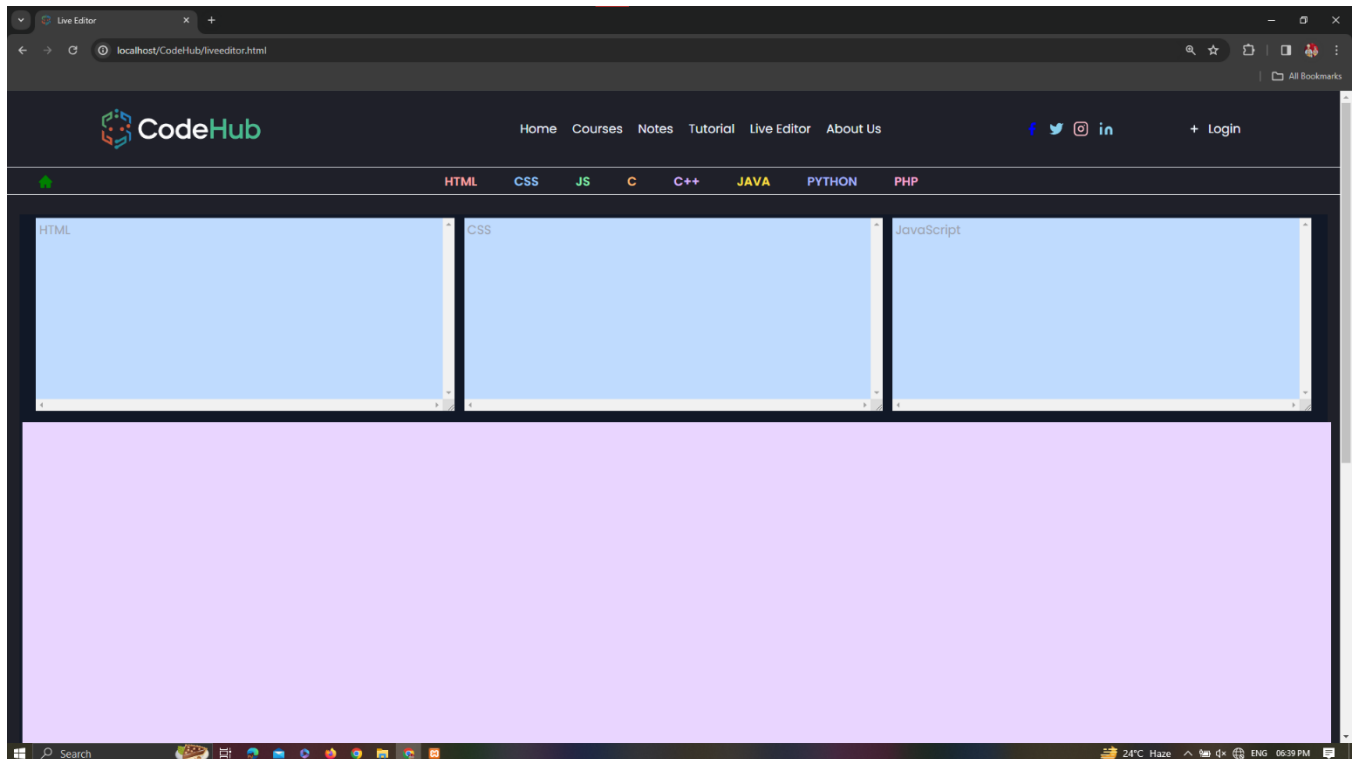 Live Editor
localhost/CodeHub/liveeditor.html
All Bookmarks
CodeHub
Home Courses Notes Tutorial Live Editor About Us
in
+ Login
HTML CSS JS C C++ JAVA PYTHON PHP
HTML
CSS
JavaScript
Search
24°C Haze
ENG
06:39 PM